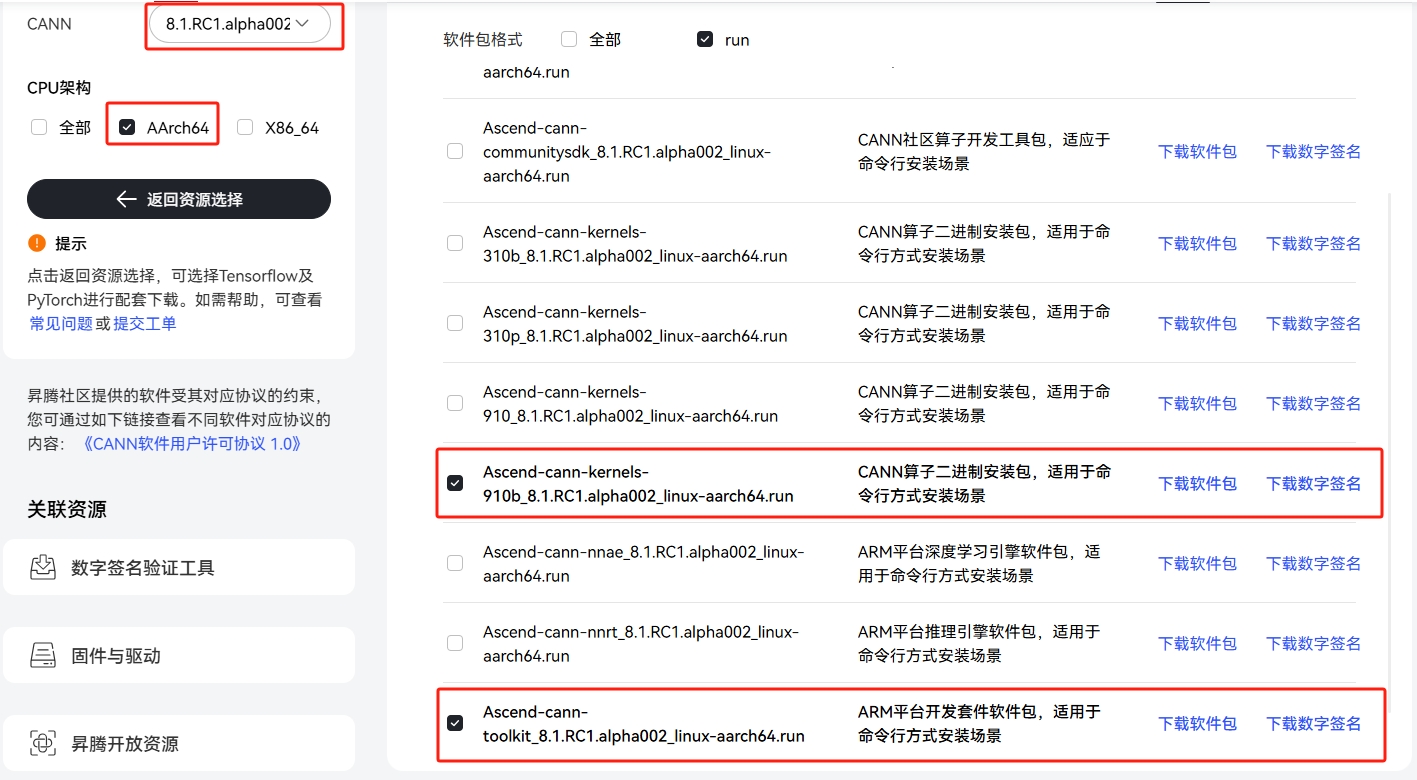 CANN
8.1.RC1.alpha002
CPU架构
全部
AArch64
X86_64
返回资源选择
提示
点击返回资源选择，可选择Tensorflow及
PyTorch进行配套下载。如需帮助，可查看
常见问题或提交工单
昇腾社区提供的软件受其对应协议的约束，
您可通过如下链接查看不同软件对应协议的
内容：《CANN软件用户许可协议 1.0》
关联资源
数字签名验证工具
固件与驱动
昇腾开放资源
软件包格式
全部
run
aarch64.run
Ascend-cann-
communitysdk_8.1.RC1.alpha002_linux-
aarch64.run
CANN社区算子开发工具包，适应于
命令行安装场景
下载软件包
下载数字签名
Ascend-cann-kernels-
310b_8.1.RC1.alpha002_linux-aarch64.run
CANN算子二进制安装包，适用于命
令行方式安装场景
下载软件包
下载数字签名
Ascend-cann-kernels-
310p_8.1.RC1.alpha002_linux-aarch64.run
CANN算子二进制安装包，适用于命
令行方式安装场景
下载软件包
下载数字签名
Ascend-cann-kernels-
910_8.1.RC1.alpha002_linux-aarch64.run
CANN算子二进制安装包，适用于命
令行方式安装场景
下载软件包
下载数字签名
Ascend-cann-kernels-
910b_8.1.RC1.alpha002_linux-aarch64.run
CANN算子二进制安装包，适用于命
令行方式安装场景
下载软件包
下载数字签名
Ascend-cann-nnae_8.1.RC1.alpha002_linux-
aarch64.run
ARM平台深度学习引擎软件包，适
用于命令行方式安装场景
下载软件包
下载数字签名
Ascend-cann-nnrt_8.1.RC1.alpha002_linux-
aarch64.run
ARM平台推理引擎软件包，适用于
命令行方式安装场景
下载软件包
下载数字签名
Ascend-cann-
toolkit_8.1.RC1.alpha002_linux-aarch64.run
ARM平台开发套件软件包，适用于
命令行方式安装场景
下载软件包
下载数字签名